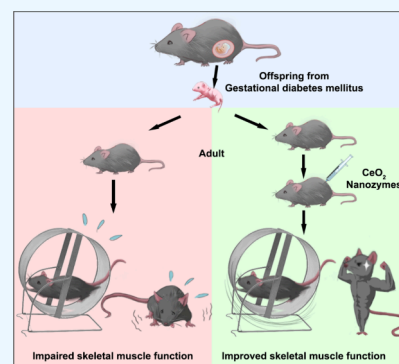 Offspring from
Gestational diabetes mellitus
Adult
CeO2
Nanozymes
Impaired skeletal muscle function
Improved skeletal muscle function